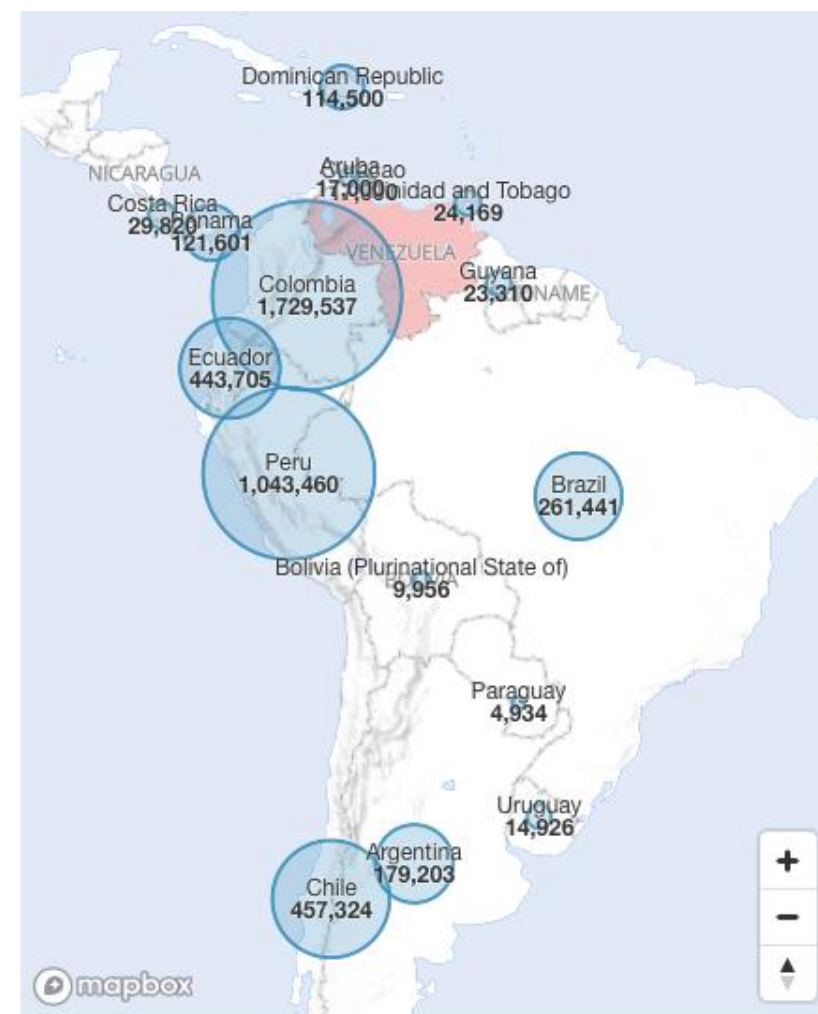 Dominican Republic
114,500
Aruba
17,000
NICARAGUA
Trinidad and Tobago
24,169
Costa Rica
29,820
Panama
121,601
VENEZUELA
Guyana
23,310
Colombia
1,729,537
Ecuador
443,705
Peru
1,043,460
Brazil
261,441
Bolivia (Plurinational State of)
9,956
Paraguay
4,934
Uruguay
14,926
Argentina
179,203
Chile
457,324
+
−
mapbox